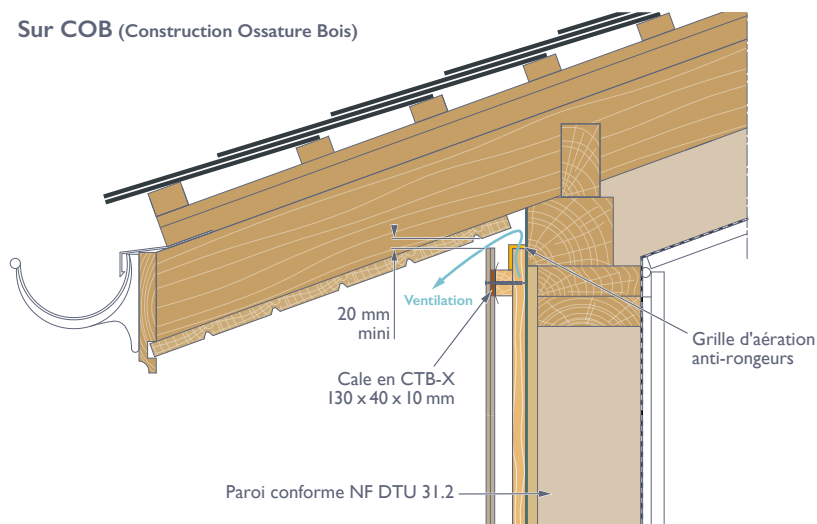 Sur COB (Construction Ossature Bois)
Ventilation
20 mm
mini
Grille d'aération
anti-rongeurs
Cale en CTB-X
130 x 40 x 10 mm
Paroi conforme NF DTU 31.2